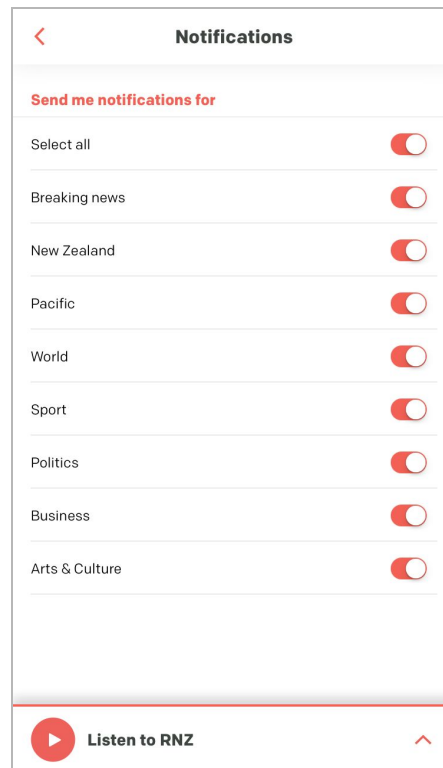 Notifications
Send me notifications for
Select all
Breaking news
New Zealand
Pacific
World
Sport
Politics
Business
Arts & Culture
Listen to RNZ